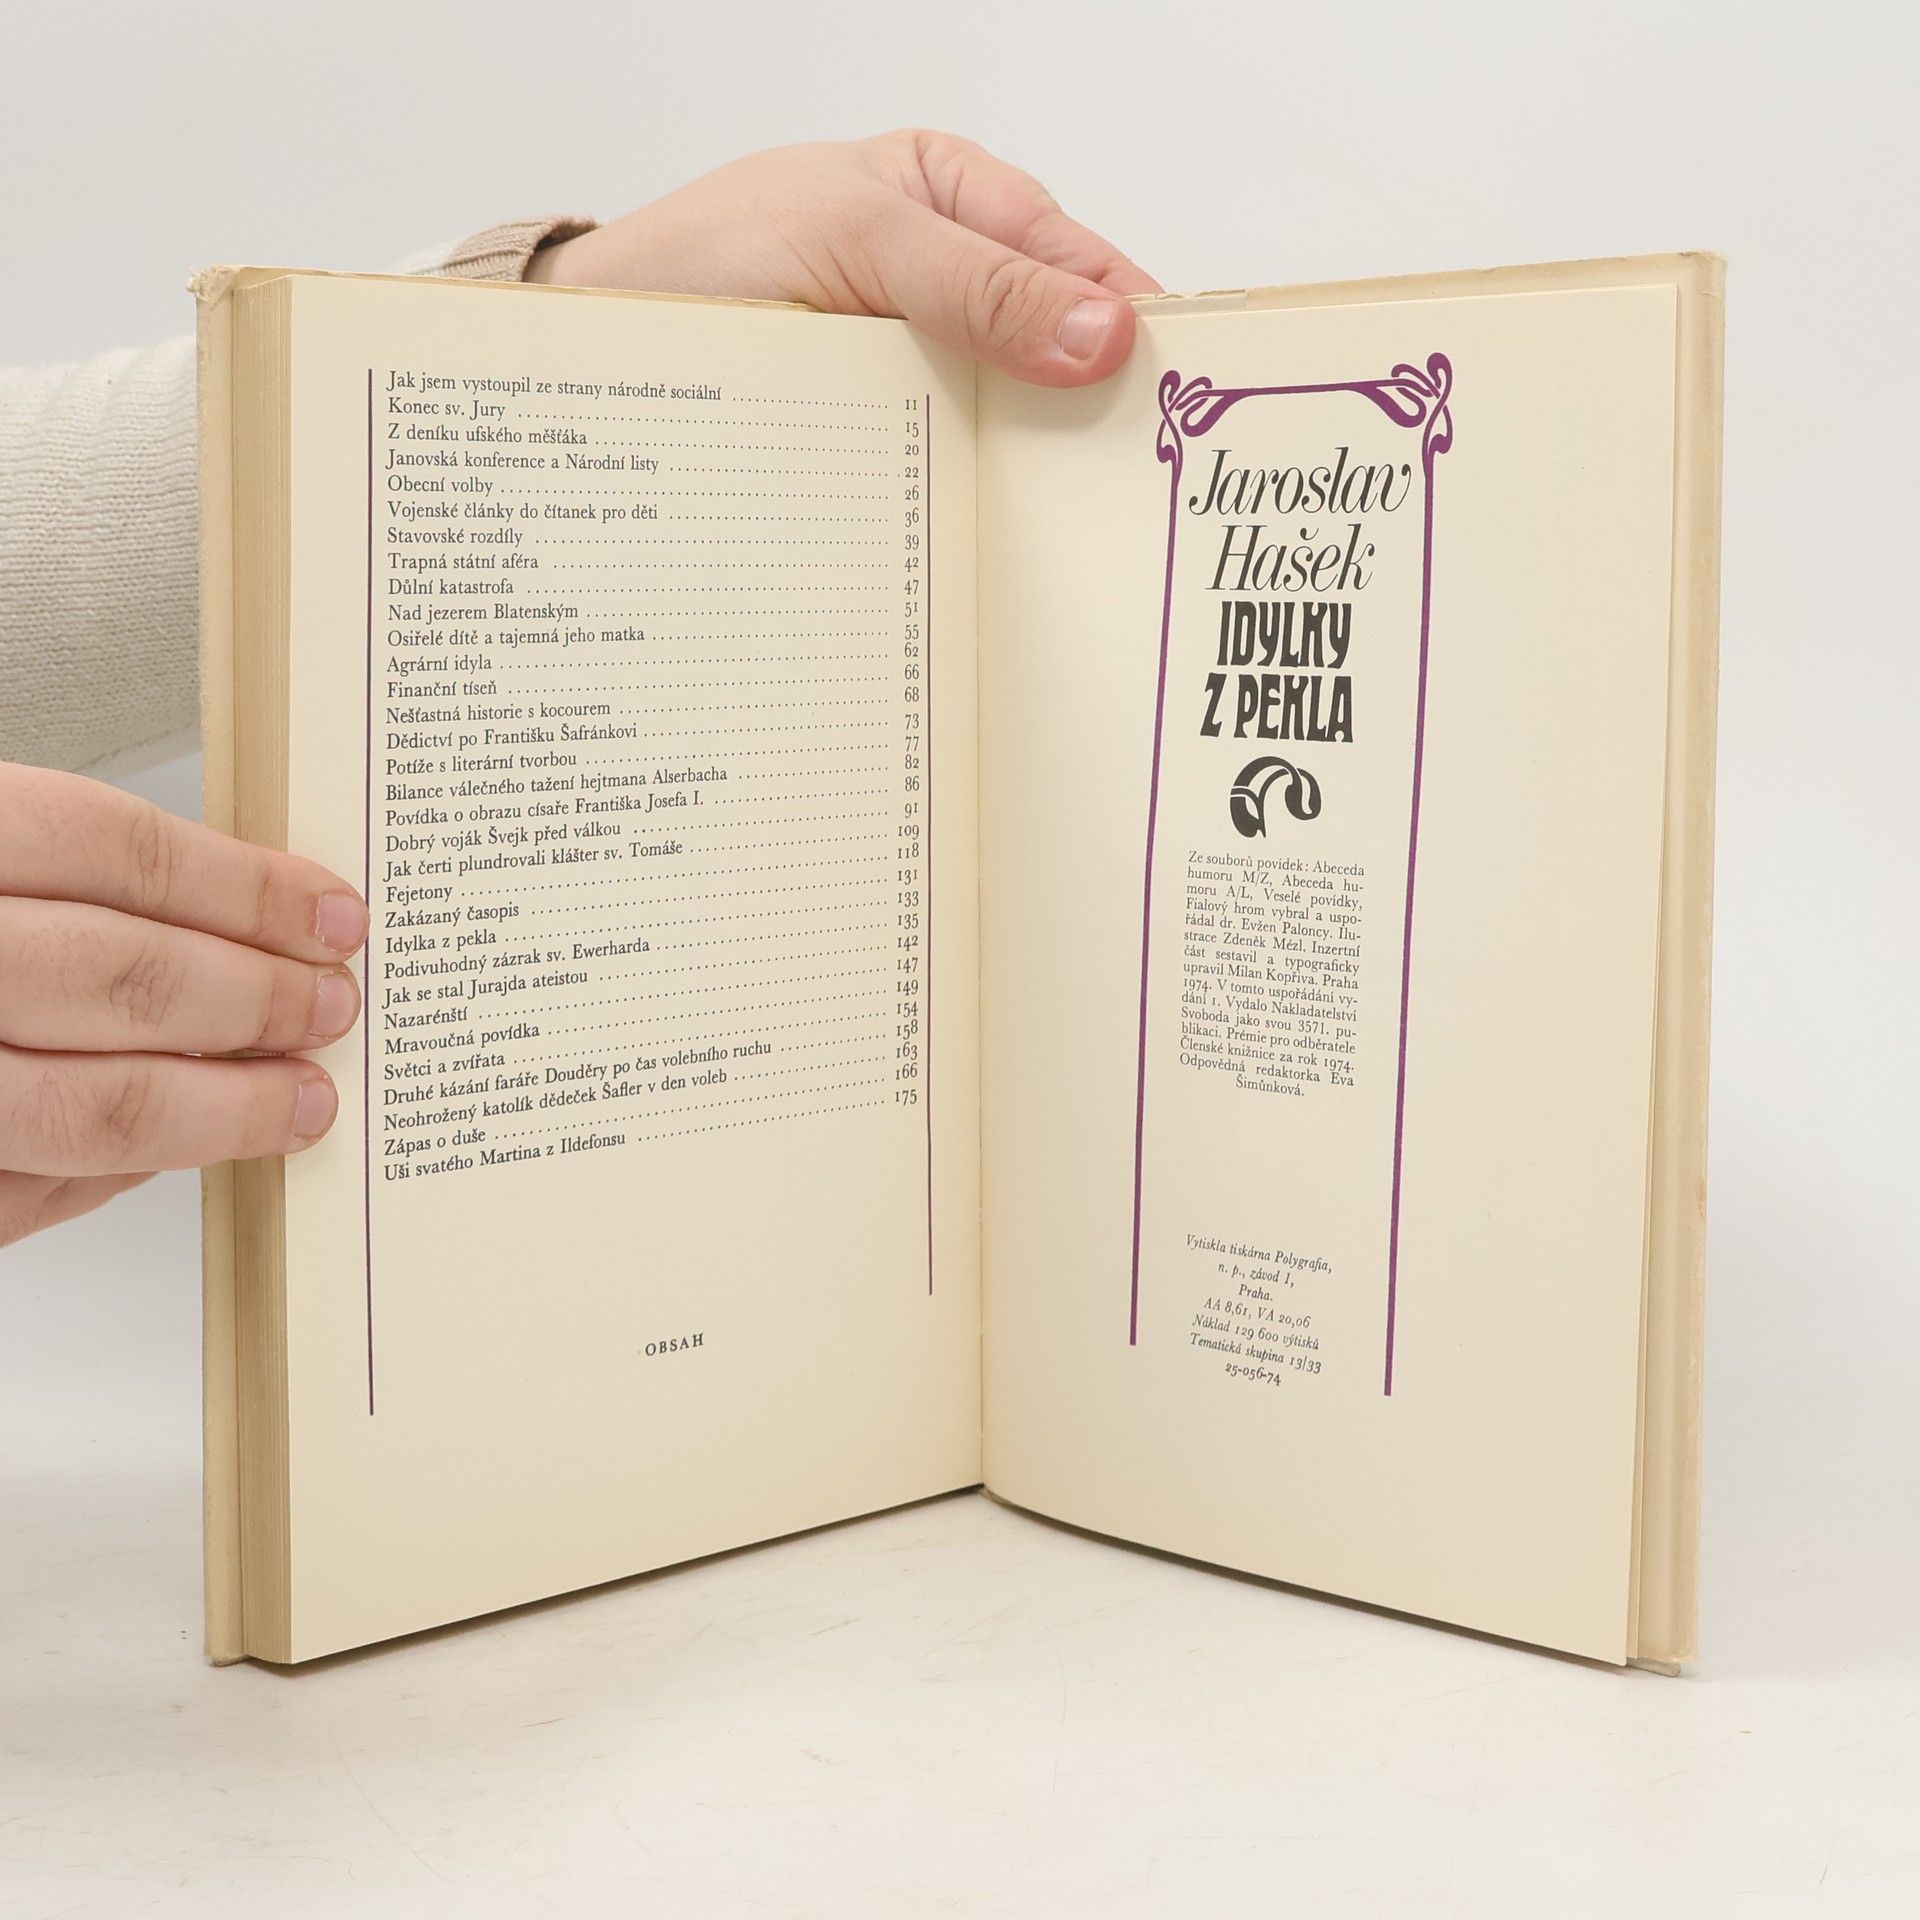 Jak jsem vystoupil ze strany národně sociální 11
Konec sv. Jury 15
Z deníku ufského měšťáka 20
Janovská konference a Národní listy 22
Obecní volby 26
Vojenské články do čítanek pro děti 36
Stavovské rozdíly 39
Trapná státní aféra 42
Důlní katastrofa 47
Nad jezerem Blatenským 51
Osiřelé dítě a tajemná jeho matka 55
Agrární idyla 62
Finanční tíseň 66
Nešťastná historie s kocourem 68
Dědictví po Františku Šafránkovi 73
Potíže s literární tvorbou 77
Bilance válečného tažení hejtmana Alserbacha 82
Povídka o obrazu císaře Františka Josefa I. 86
Dobrý voják Švejk před válkou 91
Jak čerti plundrovali klášter sv. Tomáše 109
Fejetony 118
Zakázaný časopis 131
Idylka z pekla 133
Podivuhodný zázrak sv. Ewerharda 135
Jak se stal Jurajda ateistou 142
Nazarénští 147
Mravoučná povídka 149
Světci a zvířata 154
Druhé kázání faráře Douděry po čas volebního ruchu 158
Neohrožený katolík dědeček Šafler v den voleb 163
Zápas o duše 166
Uši svatého Martina z Ildefonsu 175
OBSAH
Jaroslav
Hašek
IDYLKY
Z PEKLA
Ze souborů povídek: Abeceda
humoru M/Z, Abeceda hu-
moru A/L, Veselé povídky,
Fialový hrom vybral a uspo-
řádal dr. Evžen Paloncy. Ilu-
strace Zdeněk Mézl. Inzertní
část sestavil a typograficky
upravil Milan Kopřiva. Praha
1974. V tomto uspořádání vy-
dání 1. Vydalo Nakladatelství
Svoboda jako svou 3571. pu-
blikaci. Prémie pro odběratele
Členské knižnice za rok 1974.
Odpovědná redaktorka Eva
Šimůnková.
Vytiskla tiskárna Polygrafia,
n. p., závod 1,
Praha.
AA 8,61, VA 20,06
Náklad 129 600 výtisků
Tematická skupina 13/33
25-056-74